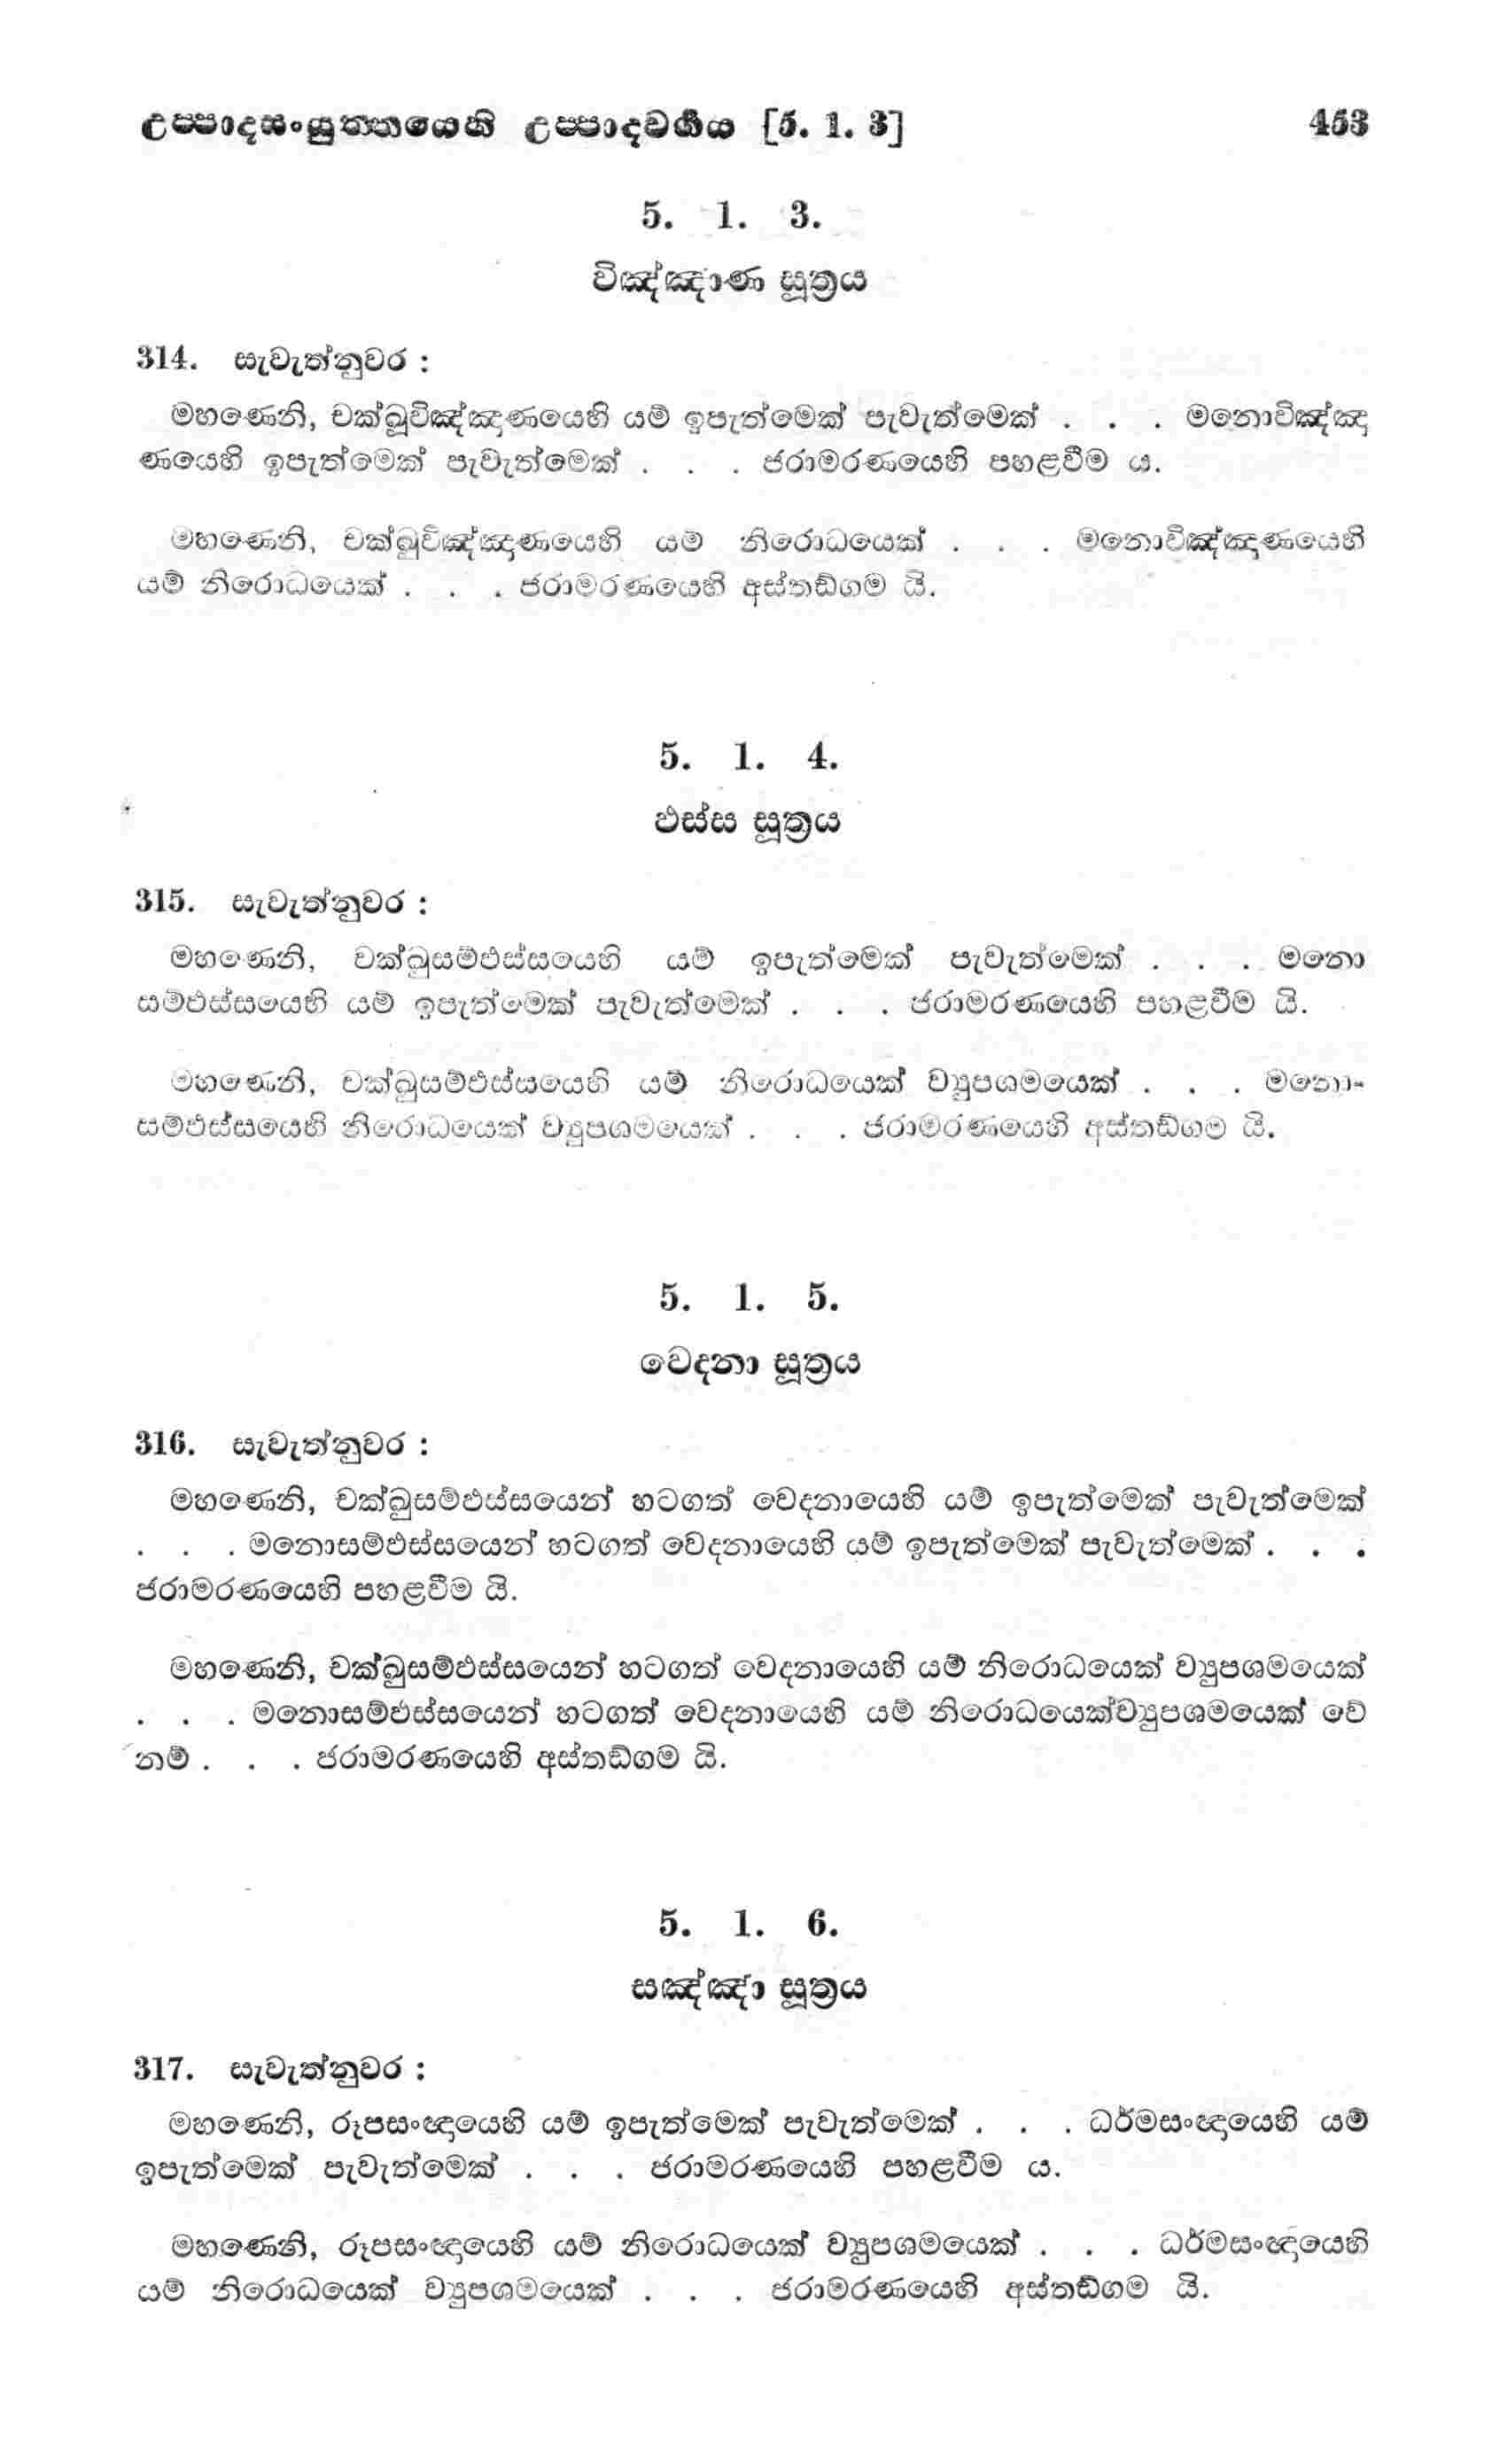 උප්පාදසංයුත්තයෙහි උප්පාදවර්ගය [5. 1. 3] 453
5. 1. 3.
විඤ්ඤාණ සූත්‍රය
314. සැවැත්නුවර :
මහණෙනි, චක්ඛුවිඤ්ඤාණයෙහි යම් ඉපැත්මෙක් පැවැත්මෙක් . . . මනොවිඤ්ඤා
ණයෙහි ඉපැත්මෙක් පැවැත්මෙක් . . . ජරාමරණයෙහි පහළවීම ය.
මහණෙනි, චක්ඛුවිඤ්ඤාණයෙහි යම් නිරොධයෙක් . . . මනොවිඤ්ඤාණයෙහි
යම් නිරොධයෙක් . . . ජරාමරණයෙහි අස්තඩ්ගම යි.
5. 1. 4.
ඵස්ස සූත්‍රය
315. සැවැත්නුවර :
මහණෙනි, චක්ඛුසම්ඵස්සයෙහි යම් ඉපැත්මෙක් පැවැත්මෙක් . . . මනො
සම්ඵස්සයෙහි යම් ඉපැත්මෙක් පැවැත්මෙක් . . . ජරාමරණයෙහි පහළවීම යි.
මහණෙනි, චක්ඛුසම්ඵස්සයෙහි යම් නිරොධයෙක් ව්‍යුපශමයෙක් . . . මනො-
සම්ඵස්සයෙහි නිරොධයෙක් ව්‍යුපශමයෙක් . . . ජරාමරණයෙහි අස්තඩ්ගම යි.
5. 1. 5.
වෙදනා සූත්‍රය
316. සැවැත්නුවර :
මහණෙනි, චක්ඛුසම්ඵස්සයෙන් හටගත් වෙදනායෙහි යම් ඉපැත්මෙක් පැවැත්මෙක්
. . . මනොසම්ඵස්සයෙන් හටගත් වෙදනායෙහි යම් ඉපැත්මෙක් පැවැත්මෙක් . . .
ජරාමරණයෙහි පහළවීම යි.
මහණෙනි, චක්ඛුසම්ඵස්සයෙන් හටගත් වෙදනායෙහි යම් නිරොධයෙක් ව්‍යුපශමයෙක්
. . . මනොසම්ඵස්සයෙන් හටගත් වෙදනායෙහි යම් නිරොධයෙක්ව්‍යුපශමයෙක් වේ
නම් . . . ජරාමරණයෙහි අස්තඩ්ගම යි.
5. 1. 6.
සඤ්ඤා සූත්‍රය
317. සැවැත්නුවර :
මහණෙනි, රූපසංඥායෙහි යම් ඉපැත්මෙක් පැවැත්මෙක් . . . ධර්මසංඥායෙහි යම්
ඉපැත්මෙක් පැවැත්මෙක් . . . ජරාමරණයෙහි පහළවීම ය.
මහණෙනි, රූපසංඥායෙහි යම් නිරොධයෙක් ව්‍යුපශමයෙක් . . . ධර්මසංඥායෙහි
යම් නිරොධයෙක් ව්‍යුපශමයෙක් . . . ජරාමරණයෙහි අස්තඩ්ගම යි.